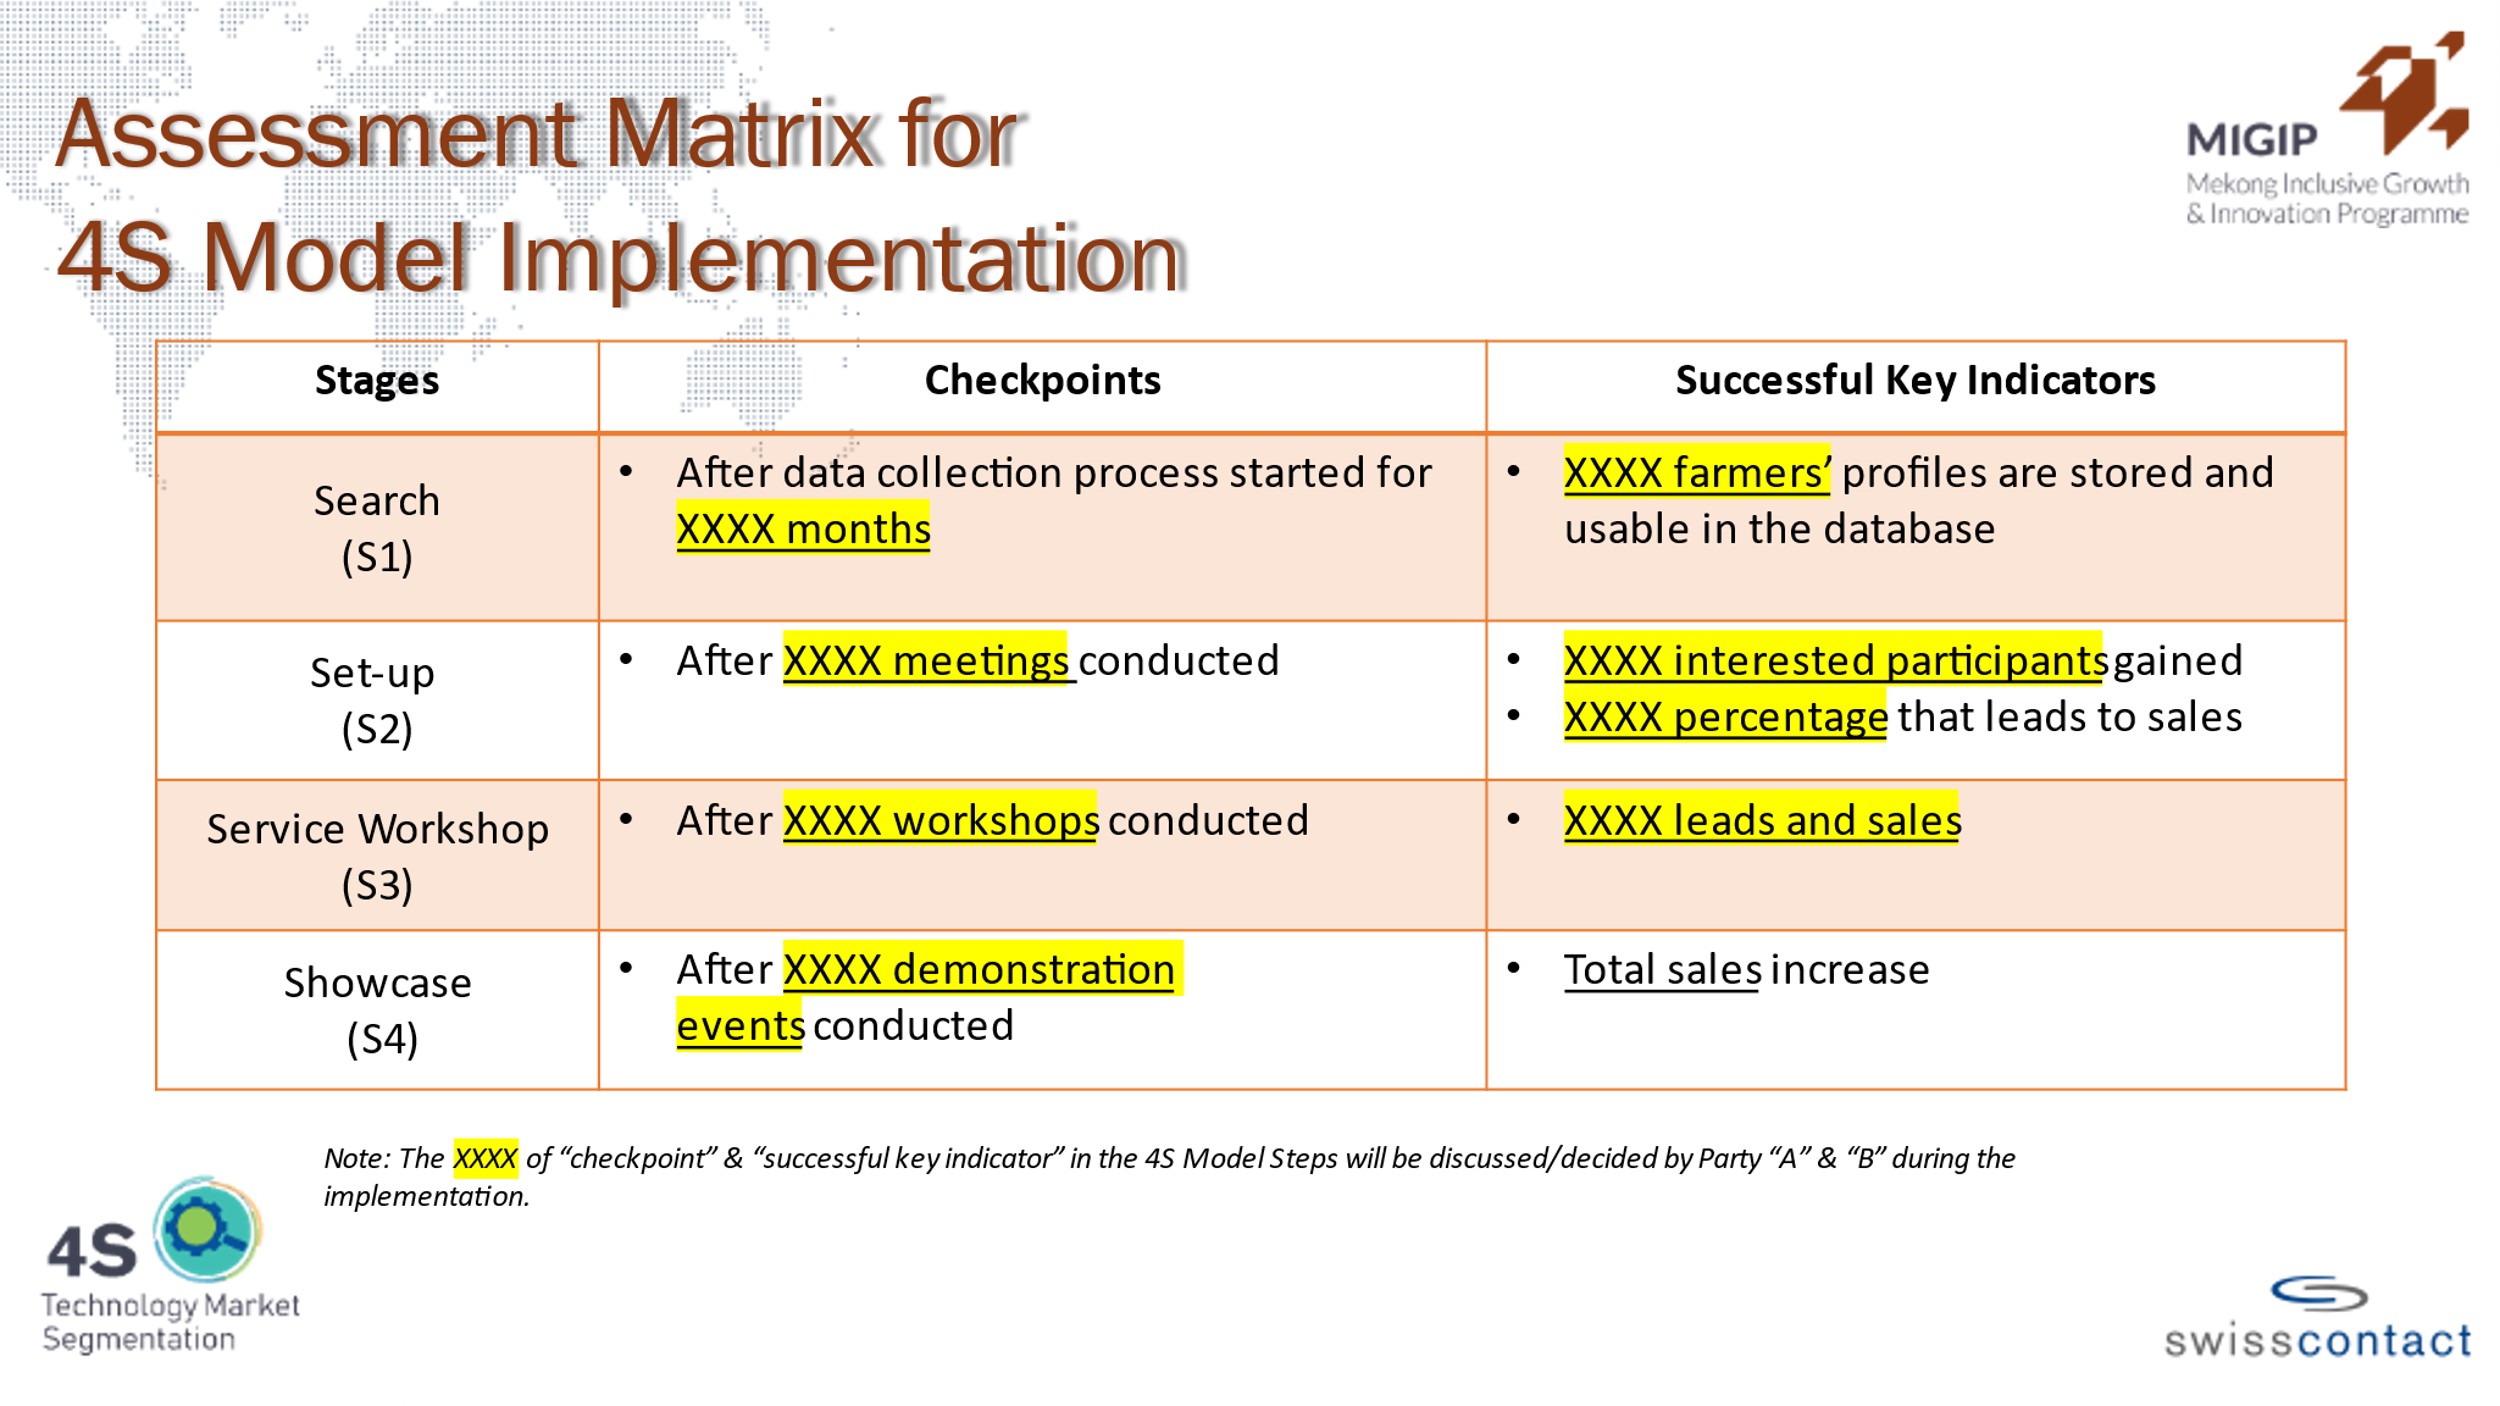 Assessment Matrix for
4S Model Implementation
MIGIP
Mekong Inclusive Growth
& Innovation Programme
Stages
Checkpoints
Successful Key Indicators
Search
(S1)
• After data collection process started for
XXXX months
• XXXX farmers’ profiles are stored and
usable in the database
Set-up
(S2)
• After XXXX meetings conducted
• XXXX interested participants gained
• XXXX percentage that leads to sales
Service Workshop
(S3)
• After XXXX workshops conducted
• XXXX leads and sales
Showcase
(S4)
• After XXXX demonstration
events conducted
• Total sales increase
Note: The XXXX of “checkpoint” & “successful key indicator” in the 4S Model Steps will be discussed/decided by Party “A” & “B” during the
implementation.
4S
Technology Market
Segmentation
swisscontact